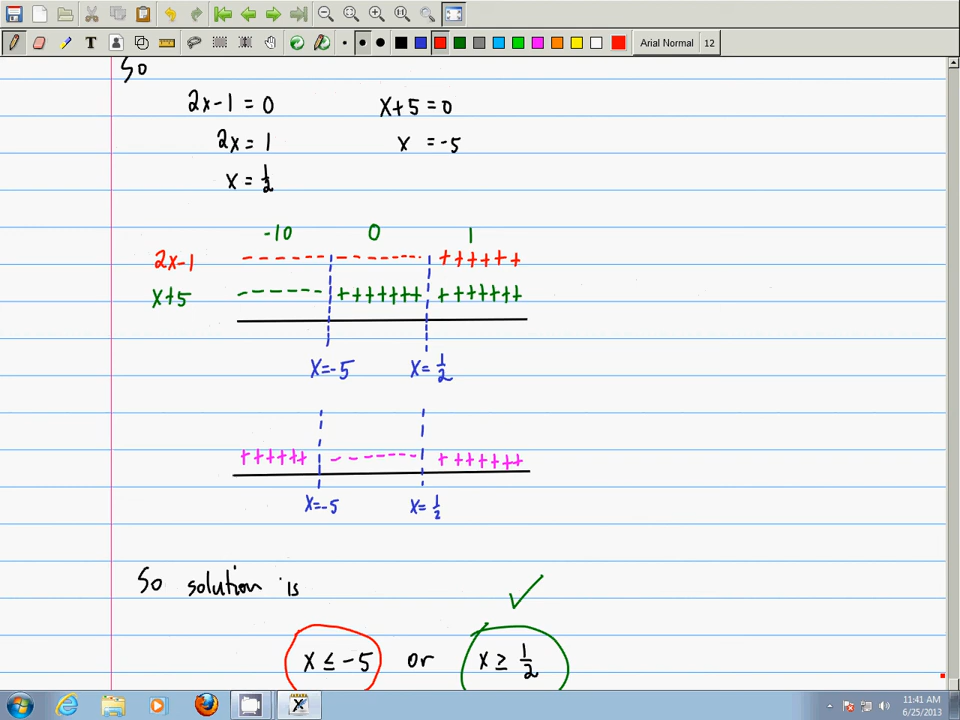 Arial Normal 12
So
2x-1 = 0 x+5 = 0
2x = 1 x = -5
x = 1/2
-10 0 1
2x-1 ------- ------- ++++++
x+5 ------- +++++++ +++++++
x=-5 x= 1/2
++++++ ------- +++++++
x=-5 x= 1/2
So solution is
✓
x ≤ -5 or x ≥ 1/2
11:41 AM
6/25/2013